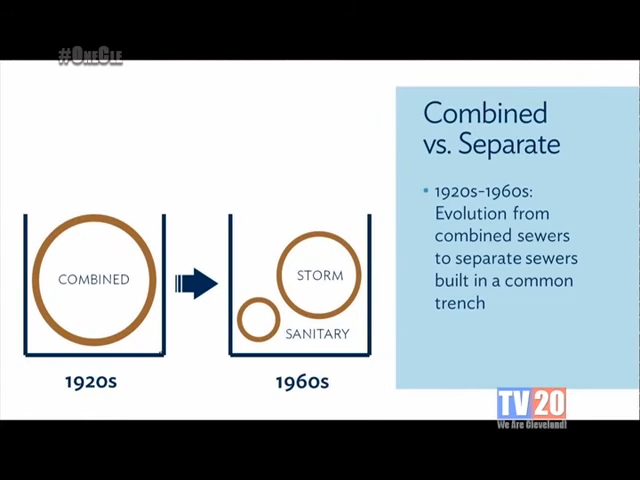 #OneCle
Combined
vs. Separate
• 1920s-1960s:
Evolution from
combined sewers
to separate sewers
built in a common
trench
COMBINED
STORM
SANITARY
1920s
1960s
TV20
We Are Cleveland!